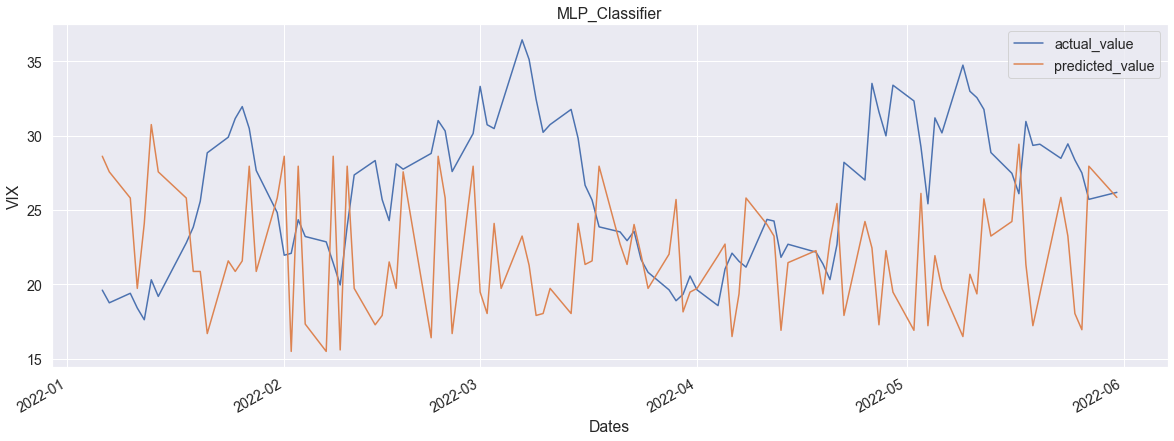 MLP_Classifier
actual_value
predicted_value
VIX
35
30
25
20
15
2022-01
2022-02
2022-03
2022-04
2022-05
2022-06
Dates